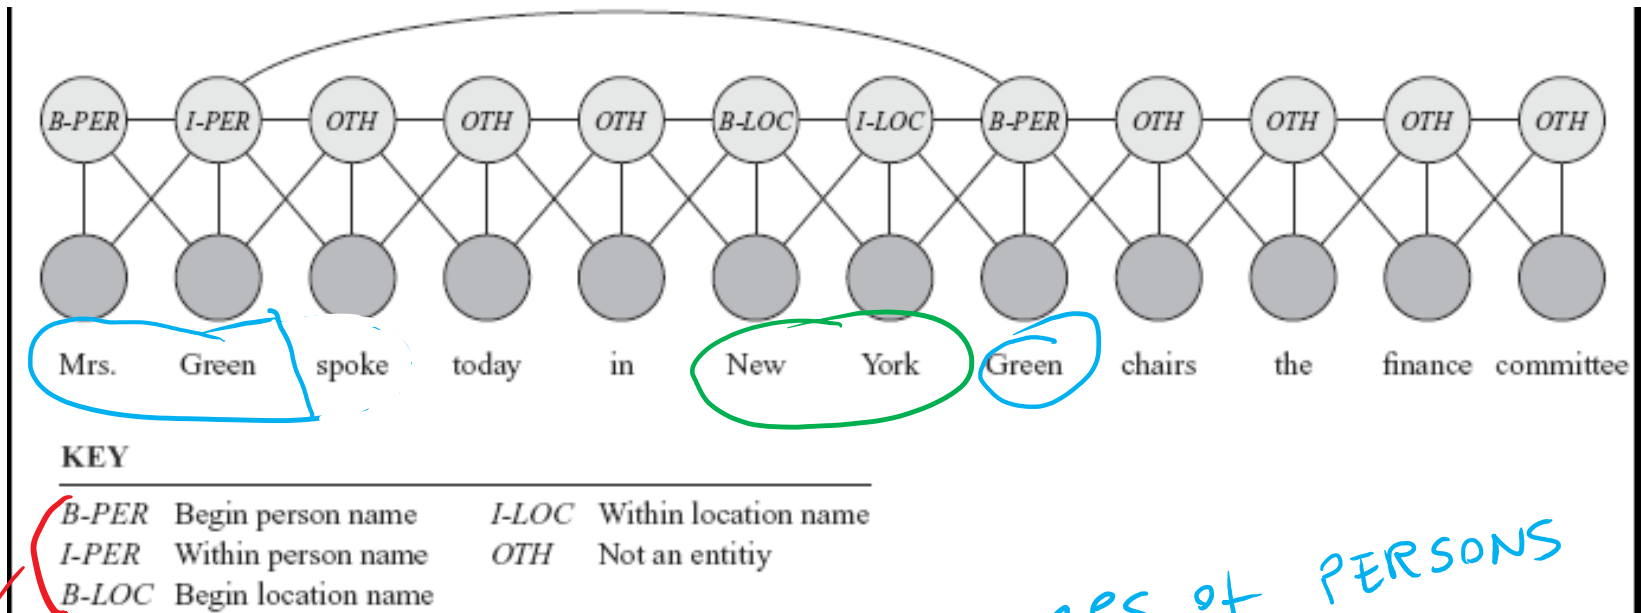 B-PER I-PER OTH OTH OTH B-LOC I-LOC B-PER OTH OTH OTH OTH
Mrs. Green spoke today in New York Green chairs the finance committee
KEY
B-PER Begin person name I-LOC Within location name
I-PER Within person name OTH Not an entitiy
B-LOC Begin location name
of PERSONS